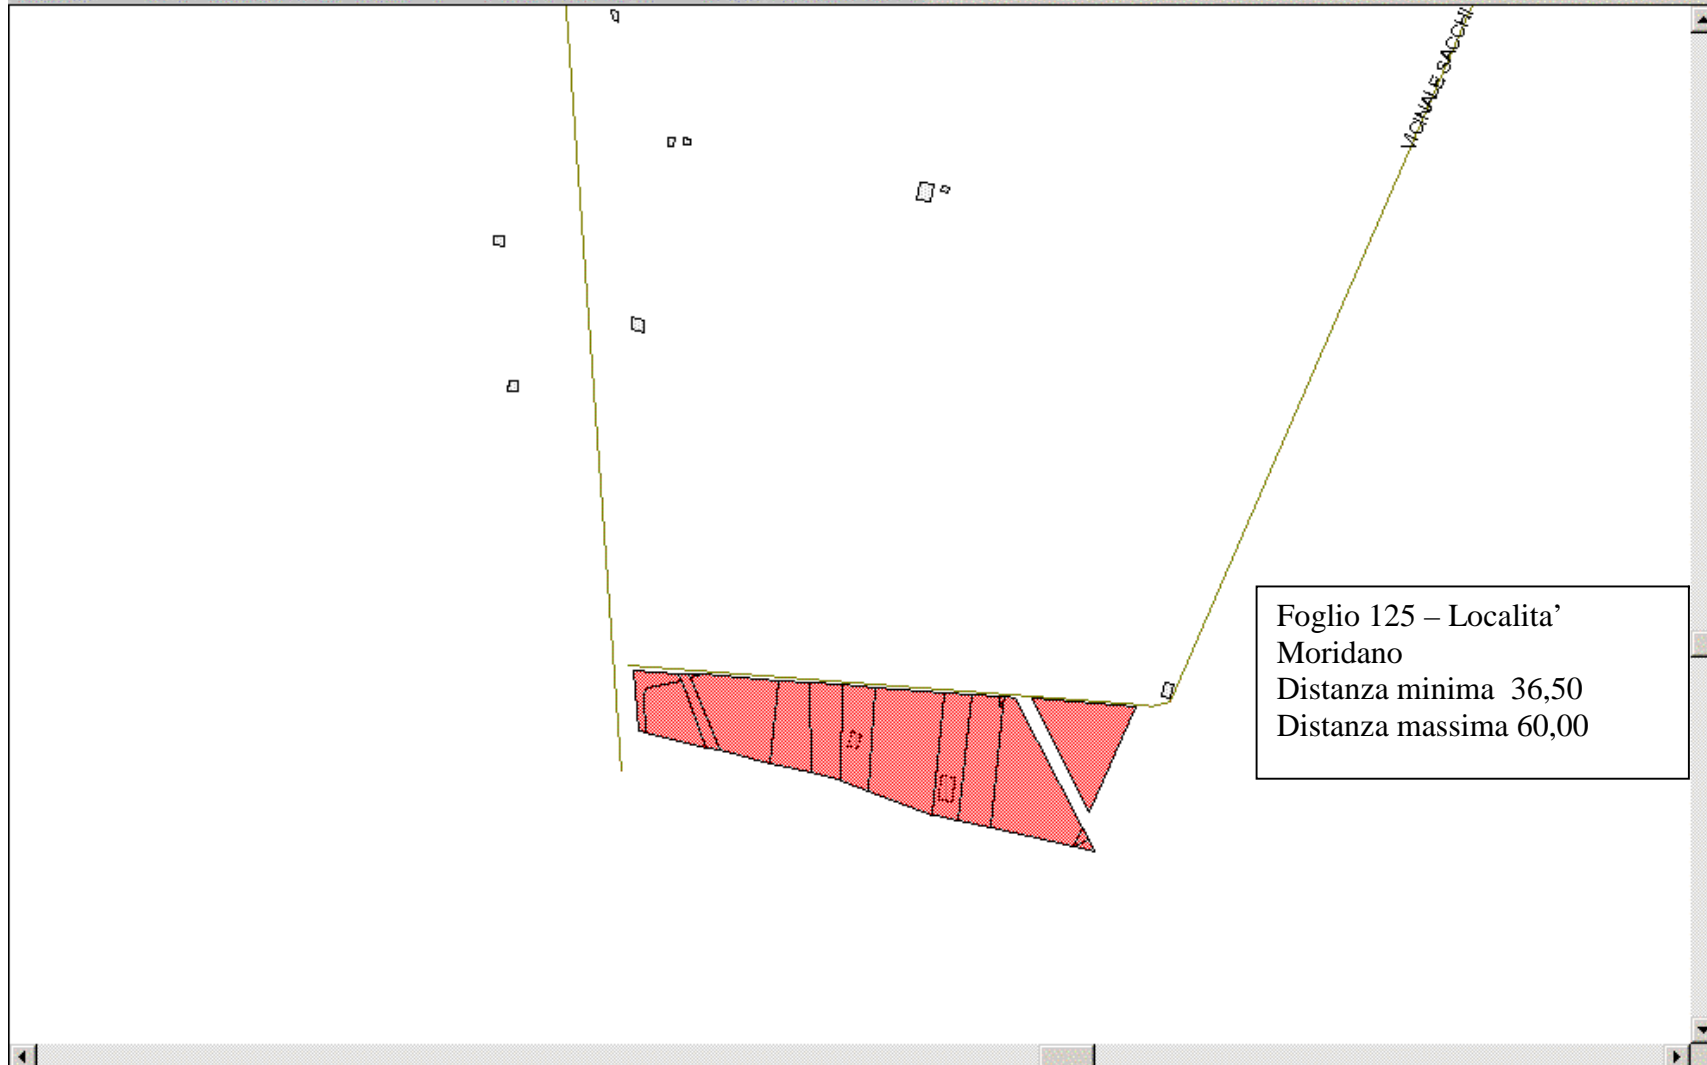 VICINALE SACCHI
Foglio 125 – Localita’
Moridano
Distanza minima  36,50
Distanza massima 60,00